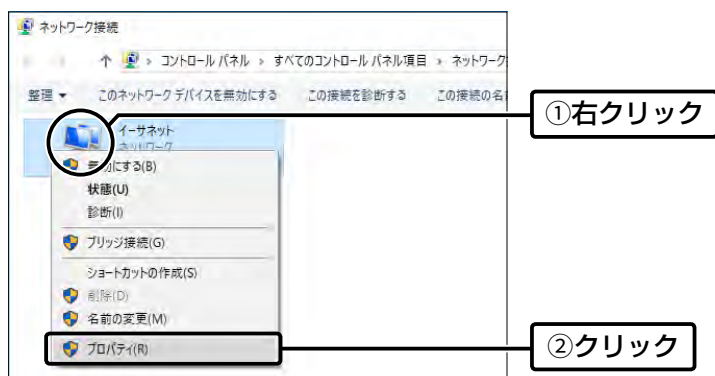 ネットワーク接続
↑ › コントロール パネル › すべてのコントロール パネル項目 › ネットワーク
整理 ▼ このネットワーク デバイスを無効にする この接続を診断する この接続の名
①右クリック
イーサネット
ネットワーク
無効にする(B)
状態(U)
診断(I)
ブリッジ接続(G)
ショートカットの作成(S)
削除(D)
名前の変更(M)
プロパティ(R)
②クリック